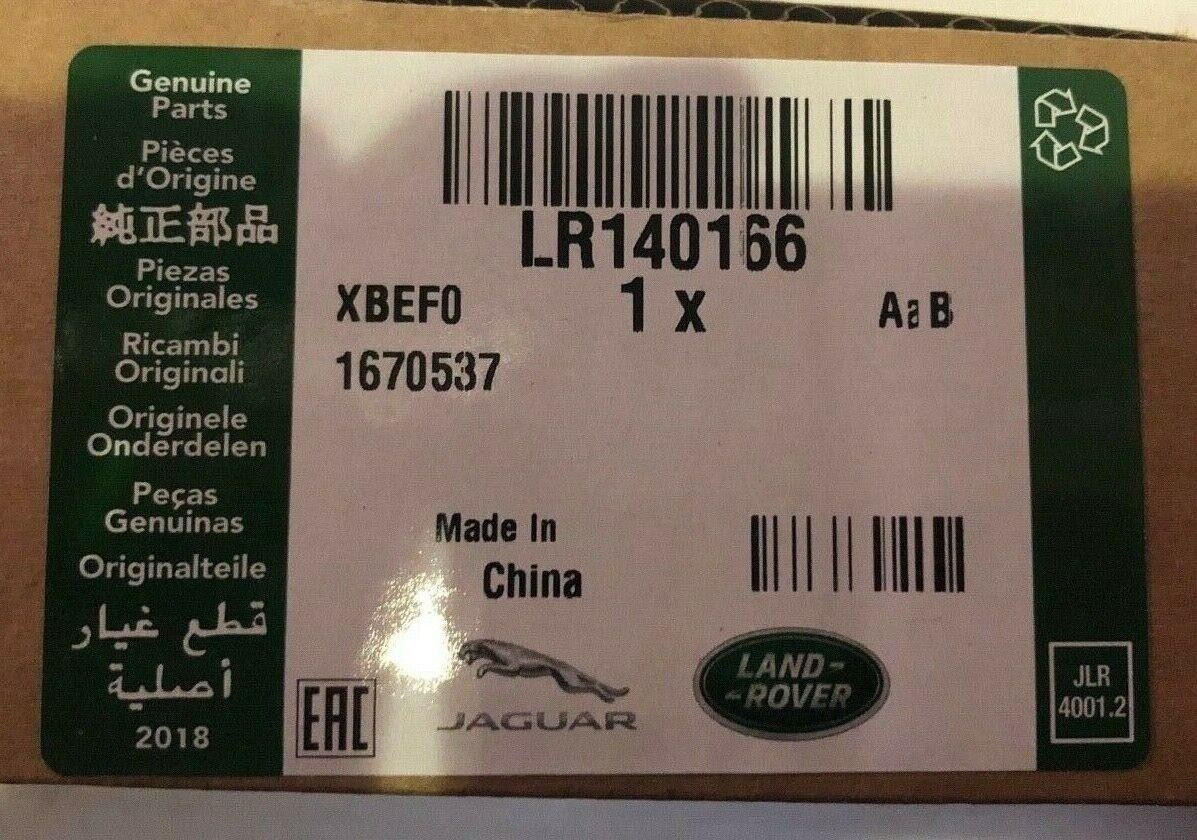 Genuine
Parts
Pièces
d'Origine
純正部品
Piezas
Originales
Ricambi
Originali
Originele
Onderdelen
Peças
Genuinas
Originalteile
قطع غيار
أصلية
2018
LR140166
XBEF0
1 x
AaB
1670537
Made In
China
EAC
JAGUAR
LAND-
-ROVER
JLR
4001.2